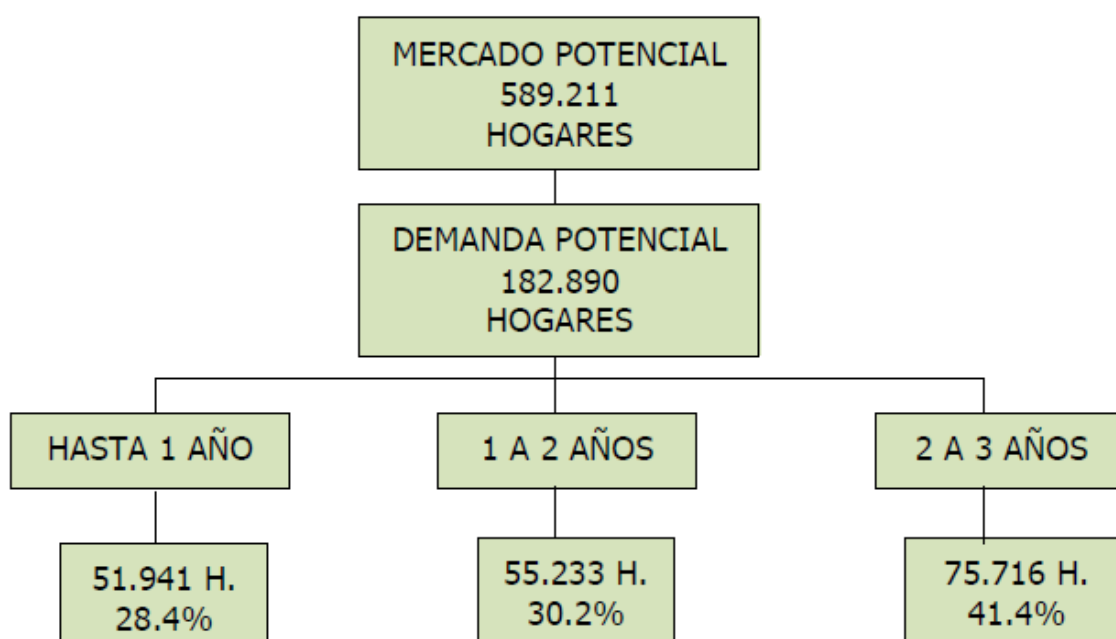 MERCADO POTENCIAL
589.211
HOGARES
DEMANDA POTENCIAL
182.890
HOGARES
HASTA 1 AÑO
1 A 2 AÑOS
2 A 3 AÑOS
51.941 H.
28.4%
55.233 H.
30.2%
75.716 H.
41.4%